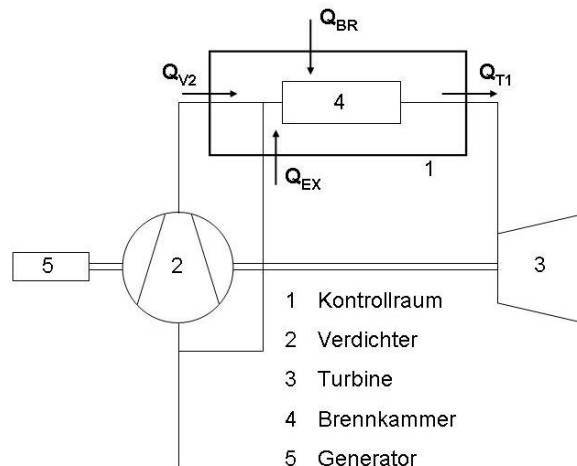 Q_BR
Q_V2
Q_T1
4
Q_EX
1
5
2
3
1 Kontrollraum
2 Verdichter
3 Turbine
4 Brennkammer
5 Generator